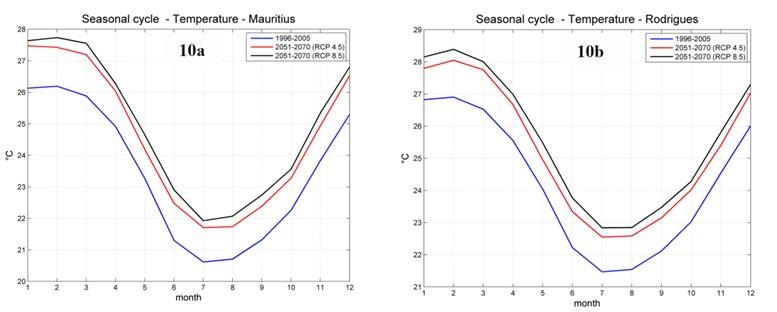 Seasonal cycle - Temperature - Mauritius
10a
1996-2005
2051-2070 (RCP 4.5)
2051-2070 (RCP 8.5)
28
27
26
25
24
23
22
21
20
°C
1 2 3 4 5 6 7 8 9 10 11 12
month
Seasonal cycle - Temperature - Rodrigues
10b
1996-2005
2051-2070 (RCP 4.5)
2051-2070 (RCP 8.5)
29
28
27
26
25
24
23
22
21
°C
1 2 3 4 5 6 7 8 9 10 11 12
month